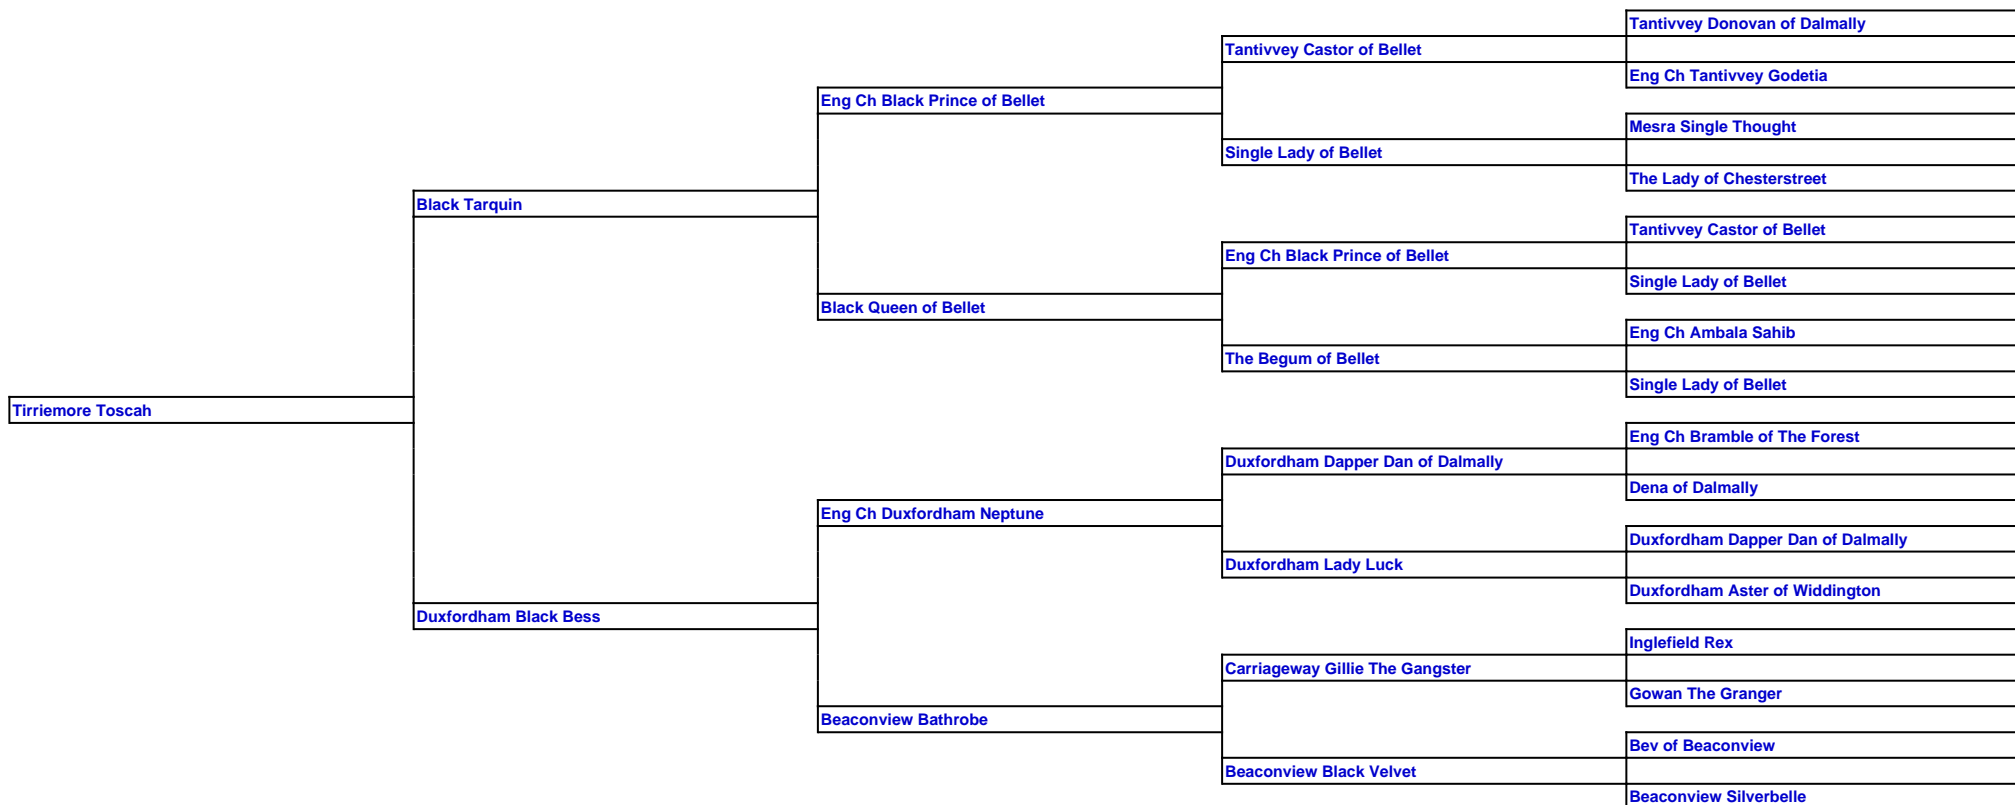 Tantivvey Donovan of Dalmally
Tantivvey Castor of Bellet
Eng Ch Tantivvey Godetia
Eng Ch Black Prince of Bellet
Mesra Single Thought
Single Lady of Bellet
The Lady of Chesterstreet
Black Tarquin
Tantivvey Castor of Bellet
Eng Ch Black Prince of Bellet
Single Lady of Bellet
Black Queen of Bellet
Eng Ch Ambala Sahib
The Begum of Bellet
Single Lady of Bellet
Tirriemore Toscah
Eng Ch Bramble of The Forest
Duxfordham Dapper Dan of Dalmally
Dena of Dalmally
Eng Ch Duxfordham Neptune
Duxfordham Dapper Dan of Dalmally
Duxfordham Lady Luck
Duxfordham Aster of Widdington
Duxfordham Black Bess
Inglefield Rex
Carriageway Gillie The Gangster
Gowan The Granger
Beaconview Bathrobe
Bev of Beaconview
Beaconview Black Velvet
Beaconview Silverbelle